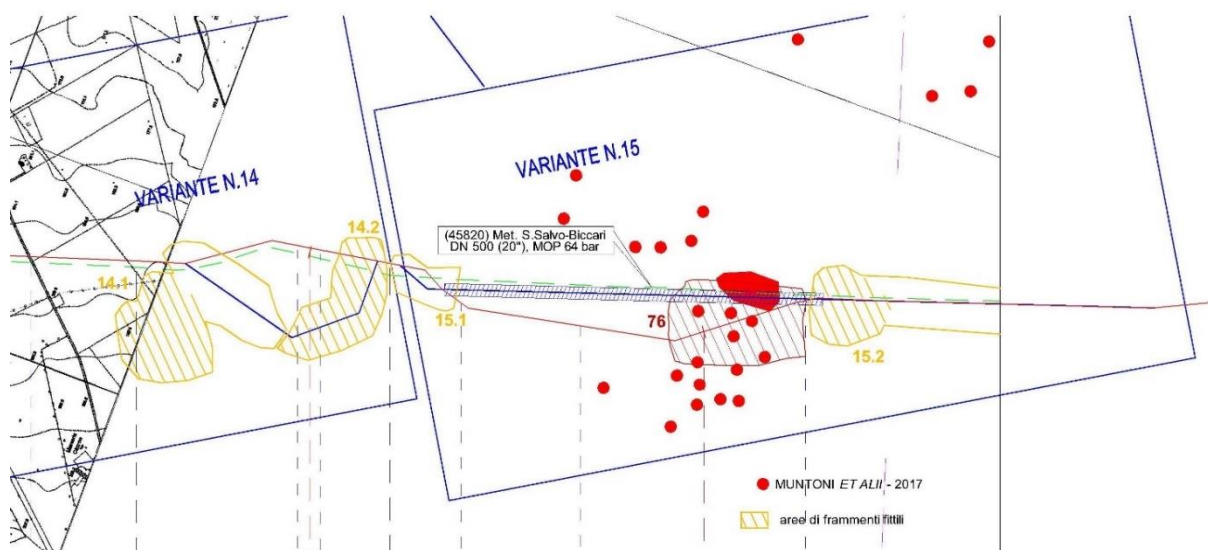 VARIANTE N.14
VARIANTE N.15
14.2
(45820) Met. S.Salvo-Biccari
DN 500 (20"), MOP 64 bar
14.1
15.1
76
15.2
MUNTONI ET ALII - 2017
aree di frammenti fittili